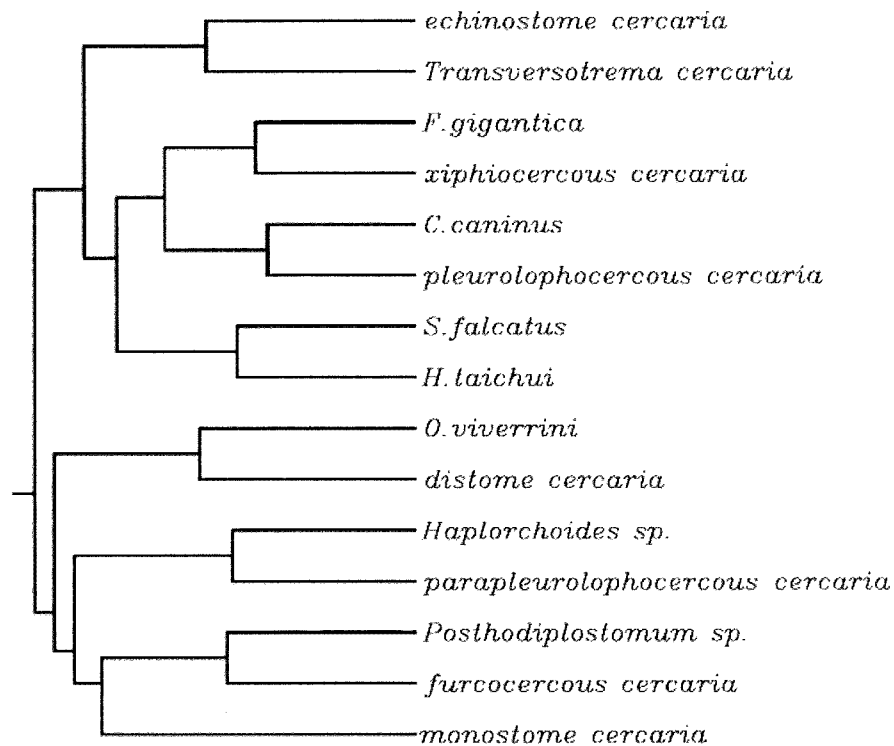 echinostome cercaria
Transversotrema cercaria
F.gigantica
xiphiocercous cercaria
C.caninus
pleurolophocercous cercaria
S.falcatus
H.taichui
O.viverrini
distome cercaria
Haplorchoides sp.
parapleurolophocercous cercaria
Posthodiplostomum sp.
furcocercous cercaria
monostome cercaria